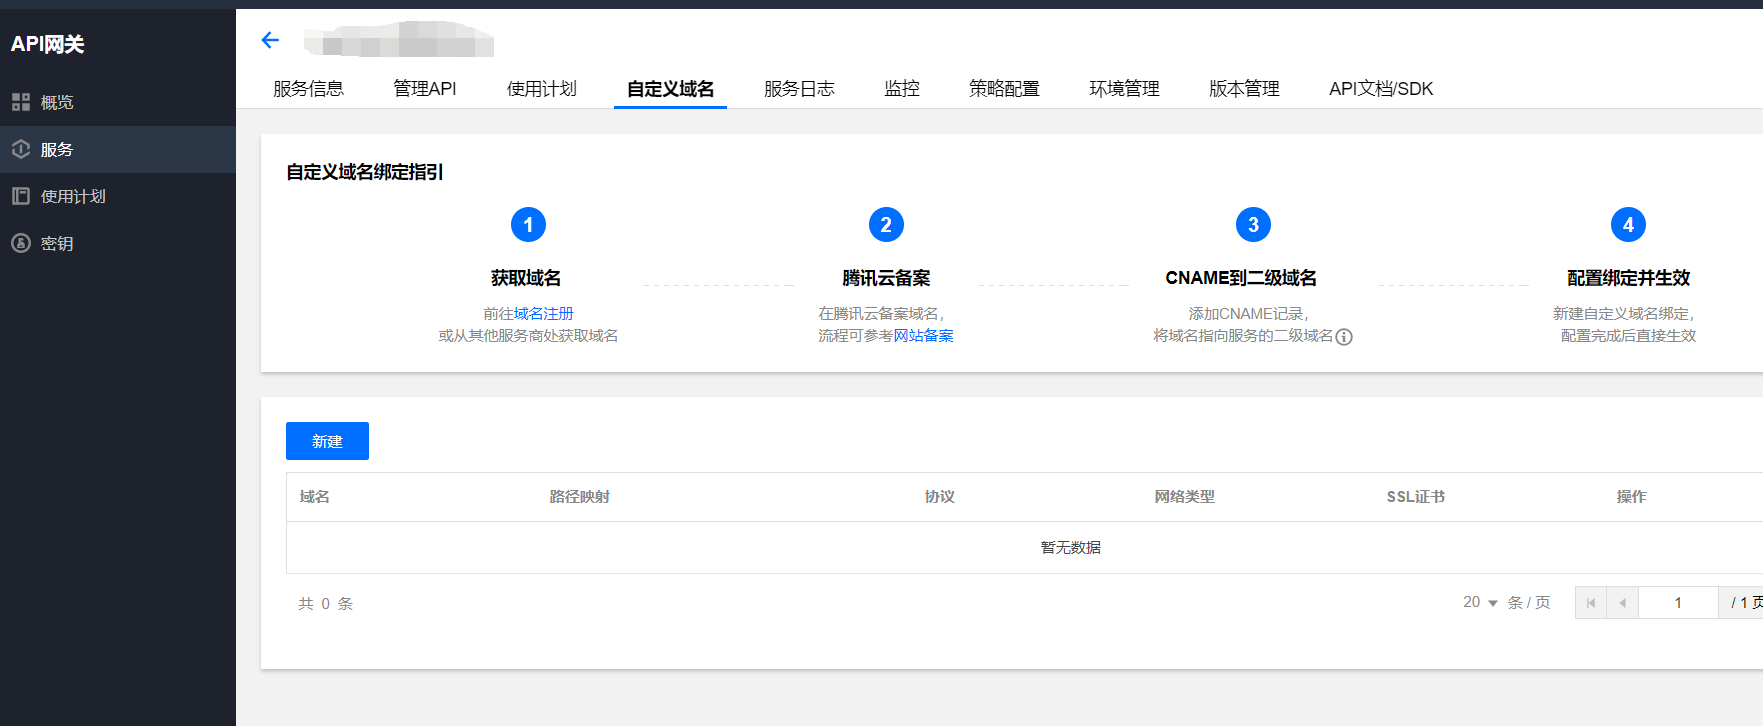 API网关
概览
服务
使用计划
密钥
服务信息 管理API 使用计划 自定义域名 服务日志 监控 策略配置 环境管理 版本管理 API文档/SDK
自定义域名绑定指引
1 2 3 4
获取域名 腾讯云备案 CNAME到二级域名 配置绑定并生效
前往域名注册 在腾讯云备案域名, 添加CNAME记录, 新建自定义域名绑定,
或从其他服务商处获取域名 流程可参考网站备案 将域名指向服务的二级域名 配置完成后直接生效
新建
域名 路径映射 协议 网络类型 SSL证书 操作
暂无数据
共 0 条 20 条 / 页 1 / 1 页